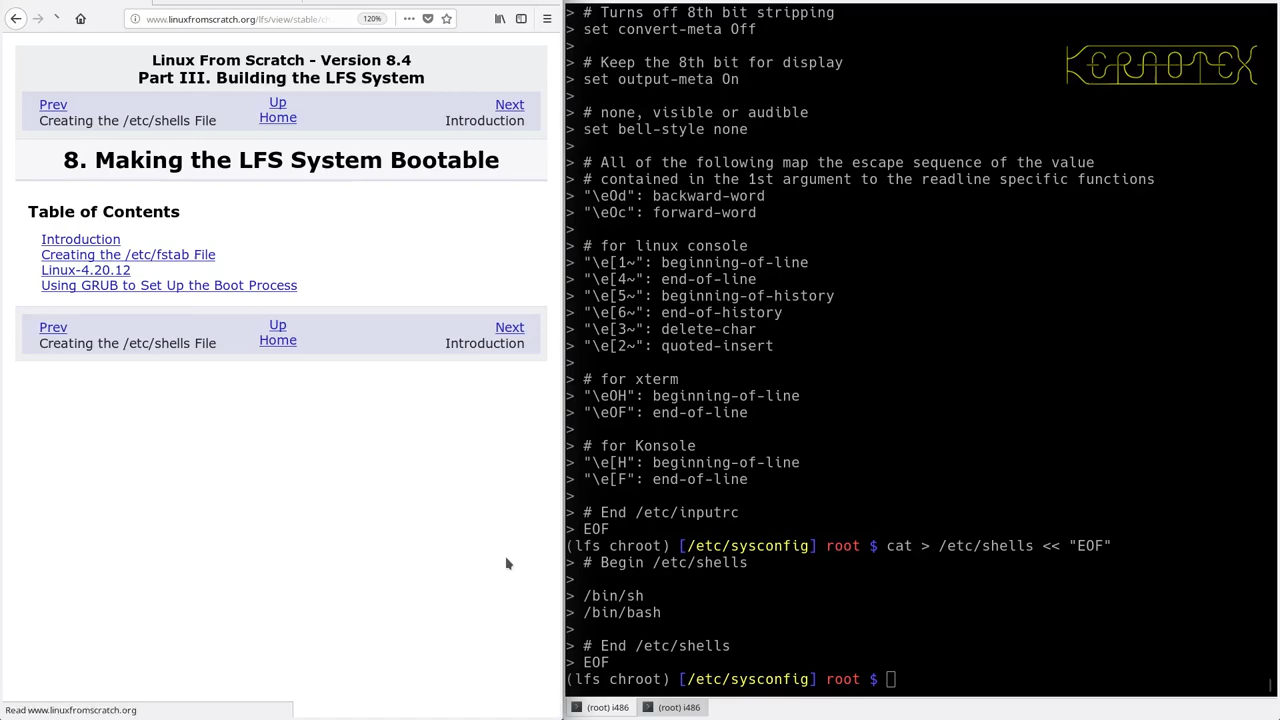 www.linuxfromscratch.org/lfs/view/stable/ch
120%
Linux From Scratch - Version 8.4
Part III. Building the LFS System
Prev Up Next
Creating the /etc/shells File Home Introduction
8. Making the LFS System Bootable
Table of Contents
Introduction
Creating the /etc/fstab File
Linux-4.20.12
Using GRUB to Set Up the Boot Process
Prev Up Next
Creating the /etc/shells File Home Introduction
Read www.linuxfromscratch.org
> # Turns off 8th bit stripping
> set convert-meta Off
>
> # Keep the 8th bit for display
> set output-meta On
>
> # none, visible or audible
> set bell-style none
>
> # All of the following map the escape sequence of the value
> # contained in the 1st argument to the readline specific functions
> "\eOd": backward-word
> "\eOc": forward-word
>
> # for linux console
> "\e[1~": beginning-of-line
> "\e[4~": end-of-line
> "\e[5~": beginning-of-history
> "\e[6~": end-of-history
> "\e[3~": delete-char
> "\e[2~": quoted-insert
>
> # for xterm
> "\eOH": beginning-of-line
> "\eOF": end-of-line
>
> # for Konsole
> "\e[H": beginning-of-line
> "\e[F": end-of-line
>
> # End /etc/inputrc
> EOF
(lfs chroot) [/etc/sysconfig] root $ cat > /etc/shells << "EOF"
> # Begin /etc/shells
>
> /bin/sh
> /bin/bash
>
> # End /etc/shells
> EOF
(lfs chroot) [/etc/sysconfig] root $
KERNOTEX
(root) i486
(root) i486